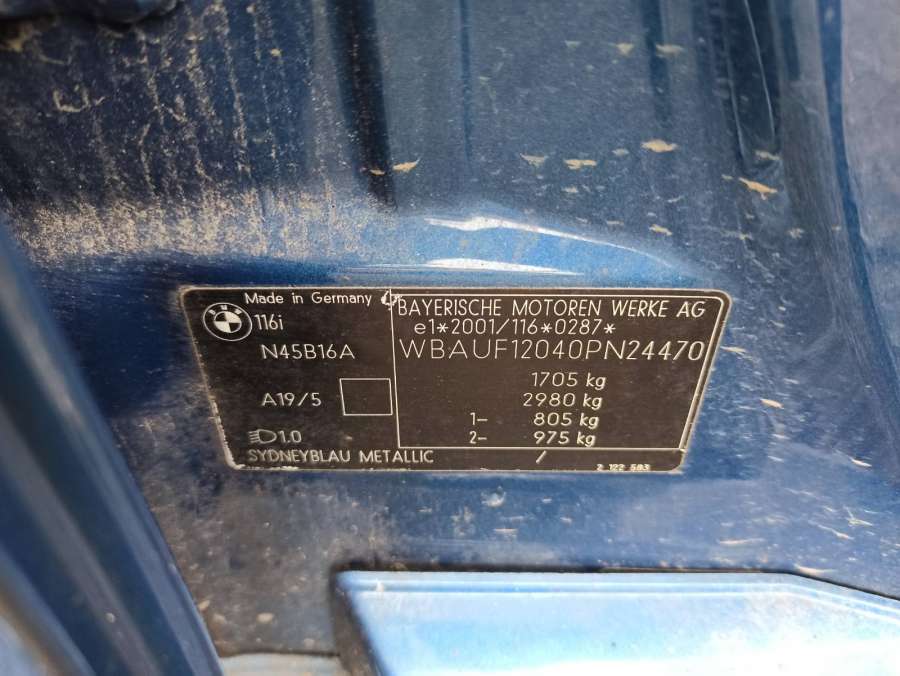 Made in Germany
116i
N45B16A
A19/5
1.0
SYDNEYBLAU METALLIC
BAYERISCHE MOTOREN WERKE AG
e1*2001/116*0287*
WBAUF12040PN24470
1705 kg
2980 kg
1- 805 kg
2- 975 kg
/
2 122 583